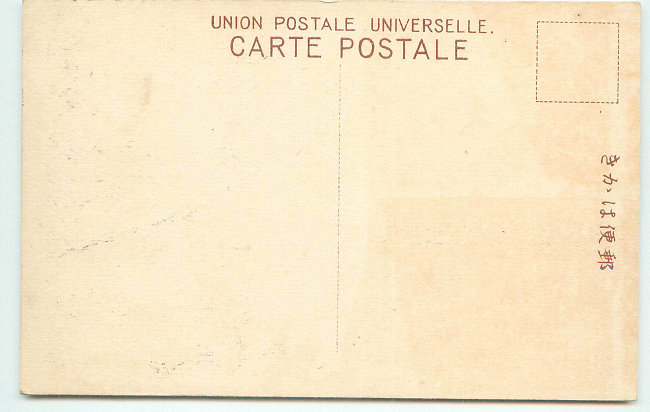 UNION POSTALE UNIVERSELLE.
CARTE POSTALE
郵便はかき